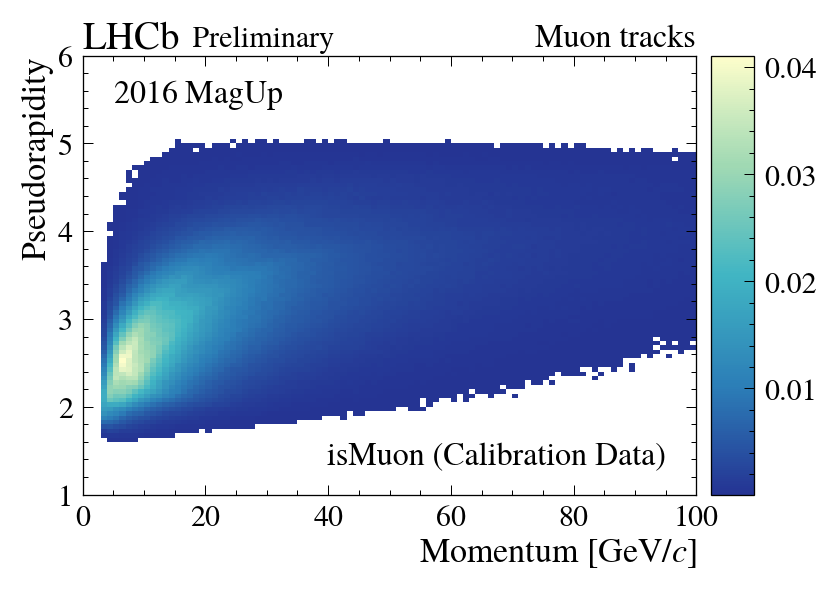 LHCb Preliminary Muon tracks
2016 MagUp
isMuon (Calibration Data)
Pseudorapidity
6
5
4
3
2
1
0 20 40 60 80 100
Momentum [GeV/c]
0.04
0.03
0.02
0.01